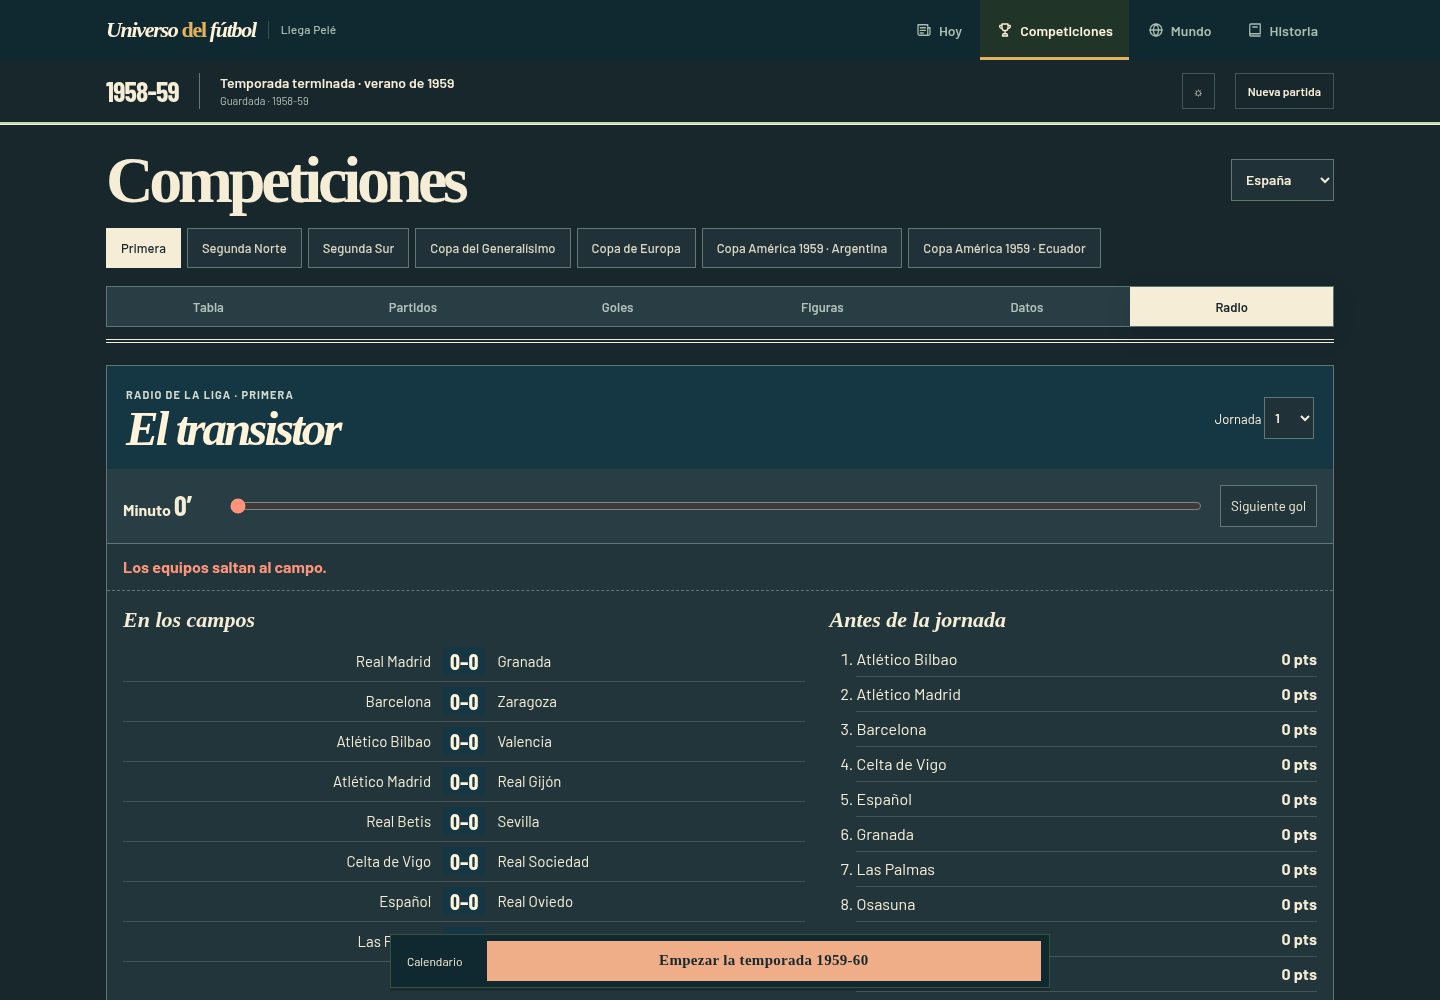 Universo del fútbol
Llega Pelé
Hoy
Competiciones
Mundo
Historia
1958-59
Temporada terminada · verano de 1959
Guardada · 1958-59
☼
Nueva partida
Competiciones
España
Primera
Segunda Norte
Segunda Sur
Copa del Generalísimo
Copa de Europa
Copa América 1959 · Argentina
Copa América 1959 · Ecuador
Tabla
Partidos
Goles
Figuras
Datos
Radio
RADIO DE LA LIGA · PRIMERA
El transistor
Jornada 1
Minuto 0′
Siguiente gol
Los equipos saltan al campo.
En los campos
Real Madrid 0-0 Granada
Barcelona 0-0 Zaragoza
Atlético Bilbao 0-0 Valencia
Atlético Madrid 0-0 Real Gijón
Real Betis 0-0 Sevilla
Celta de Vigo 0-0 Real Sociedad
Español 0-0 Real Oviedo
Las
Antes de la jornada
1. Atlético Bilbao 0 pts
2. Atlético Madrid 0 pts
3. Barcelona 0 pts
4. Celta de Vigo 0 pts
5. Español 0 pts
6. Granada 0 pts
7. Las Palmas 0 pts
8. Osasuna 0 pts
0 pts
0 pts
Calendario
Empezar la temporada 1959-60